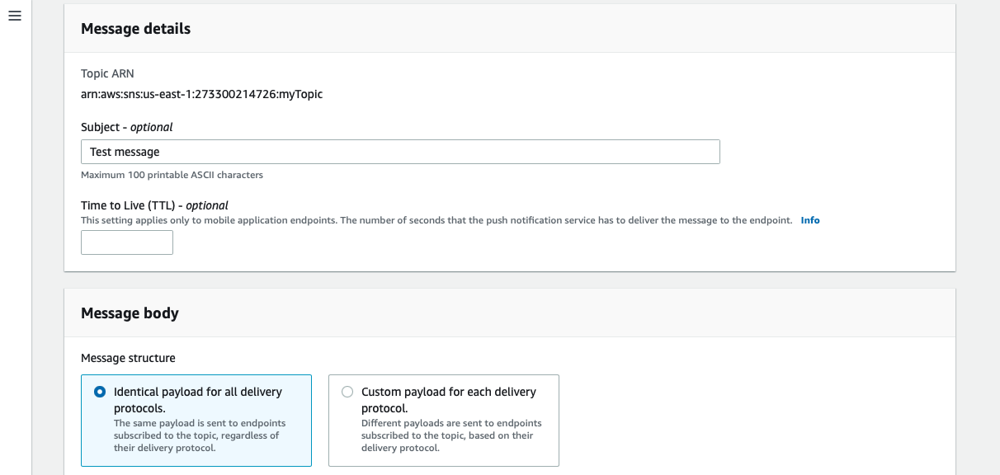 Message details
Topic ARN
arn:aws:sns:us-east-1:273300214726:myTopic
Subject - optional
Test message
Maximum 100 printable ASCII characters
Time to Live (TTL) - optional
This setting applies only to mobile application endpoints. The number of seconds that the push notification service has to deliver the message to the endpoint. Info
Message body
Message structure
Identical payload for all delivery
protocols.
The same payload is sent to endpoints
subscribed to the topic, regardless of
their delivery protocol.
Custom payload for each delivery
protocol.
Different payloads are sent to endpoints
subscribed to the topic, based on their
delivery protocol.